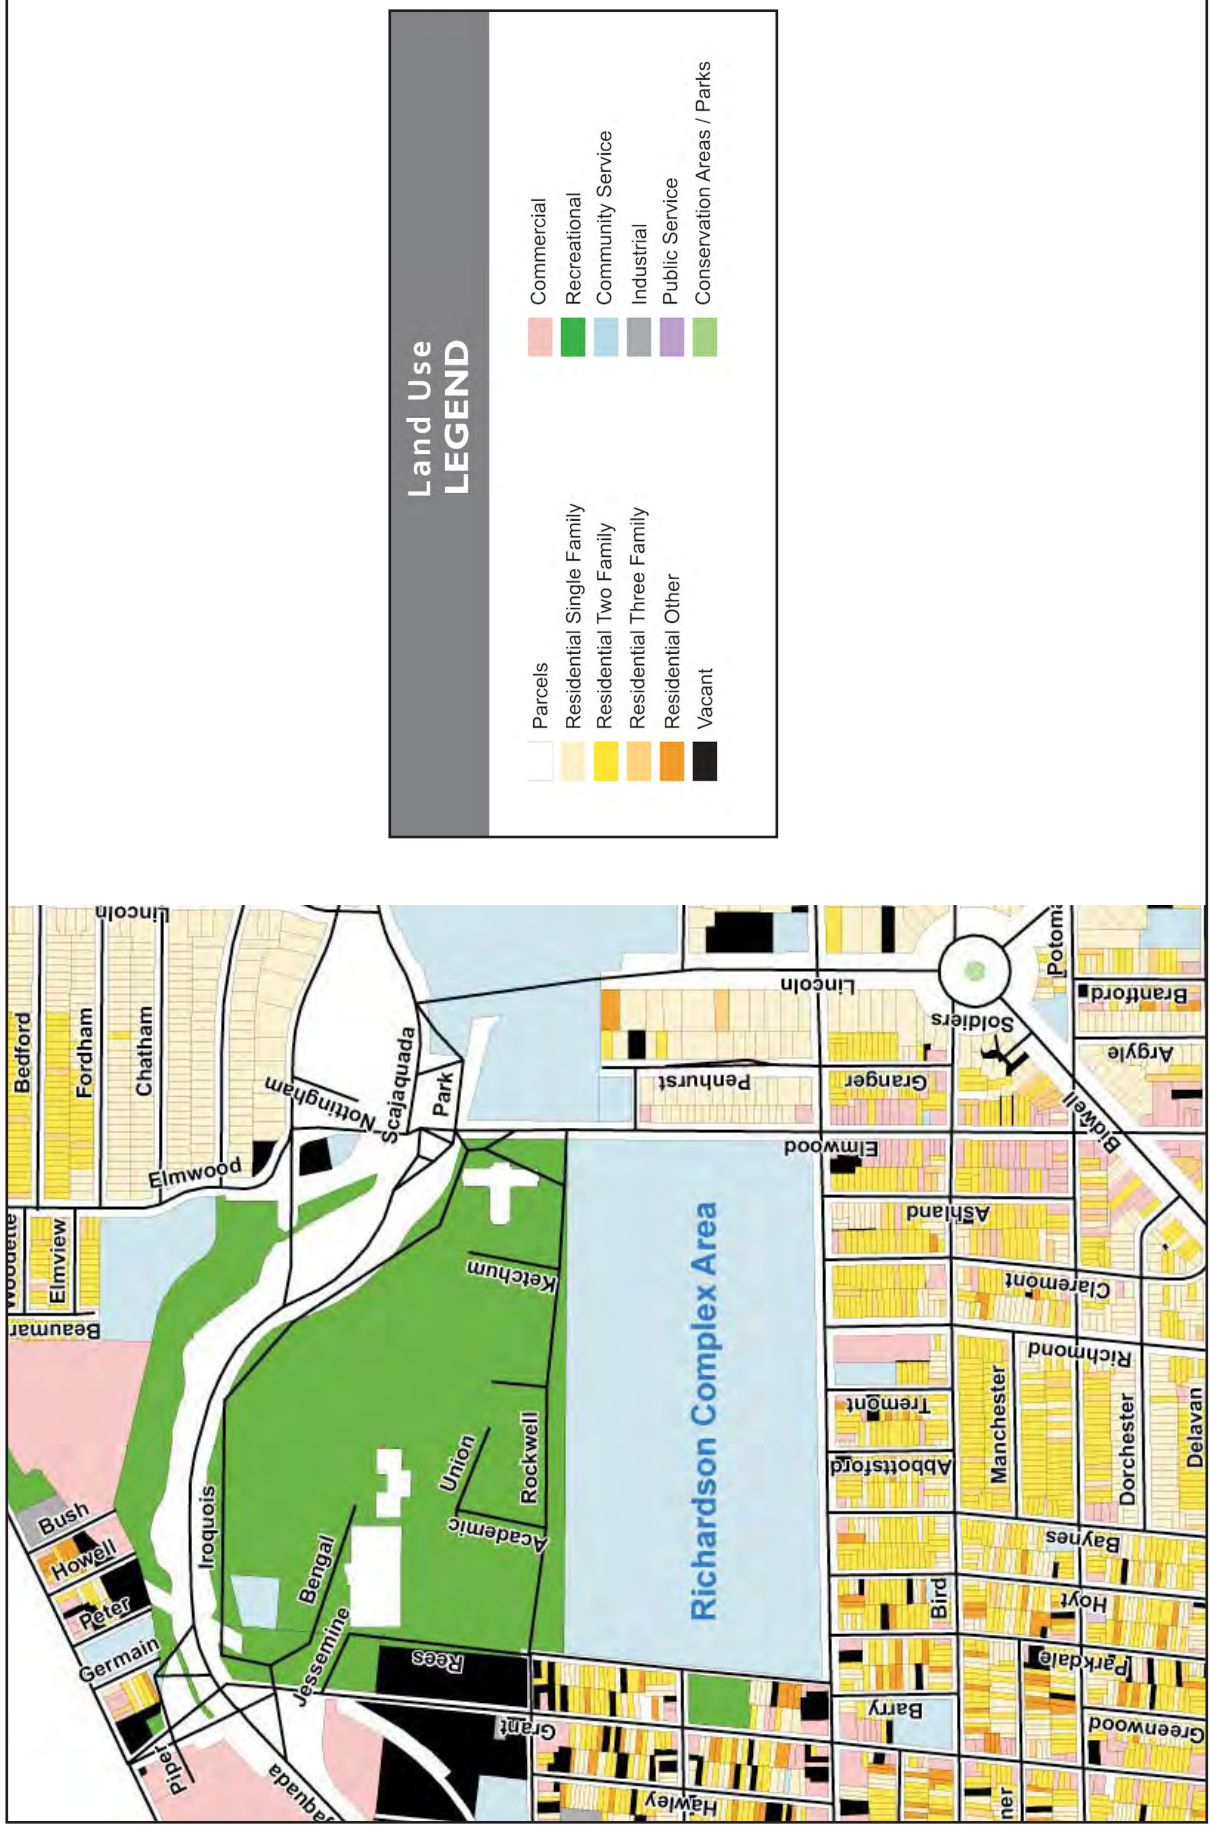 Land Use
LEGEND
Parcels
Residential Single Family
Residential Two Family
Residential Three Family
Residential Other
Vacant
Commercial
Recreational
Community Service
Industrial
Public Service
Conservation Areas / Parks
Piper
Germain
Peter
Howell
Bush
Beaumar
Elmview
Bedford
Fordham
Chatham
Lincoln
Elmwood
Nottingham
Scajaquada
Park
Iroquois
Bengal
Jessemine
Rees
Grant
Union
Academic
Rockwell
Ketchum
Richardson Complex Area
Hawley
Penhurst
Lincoln
Elmwood
Granger
Soldiers
Potoma
Brantford
Argyle
Bidwell
Ashland
Claremont
Richmond
Tremont
Abbottsford
Manchester
Dorchester
Delavan
Baynes
Bird
Hoyt
Parkdale
Barry
Greenwood
ner